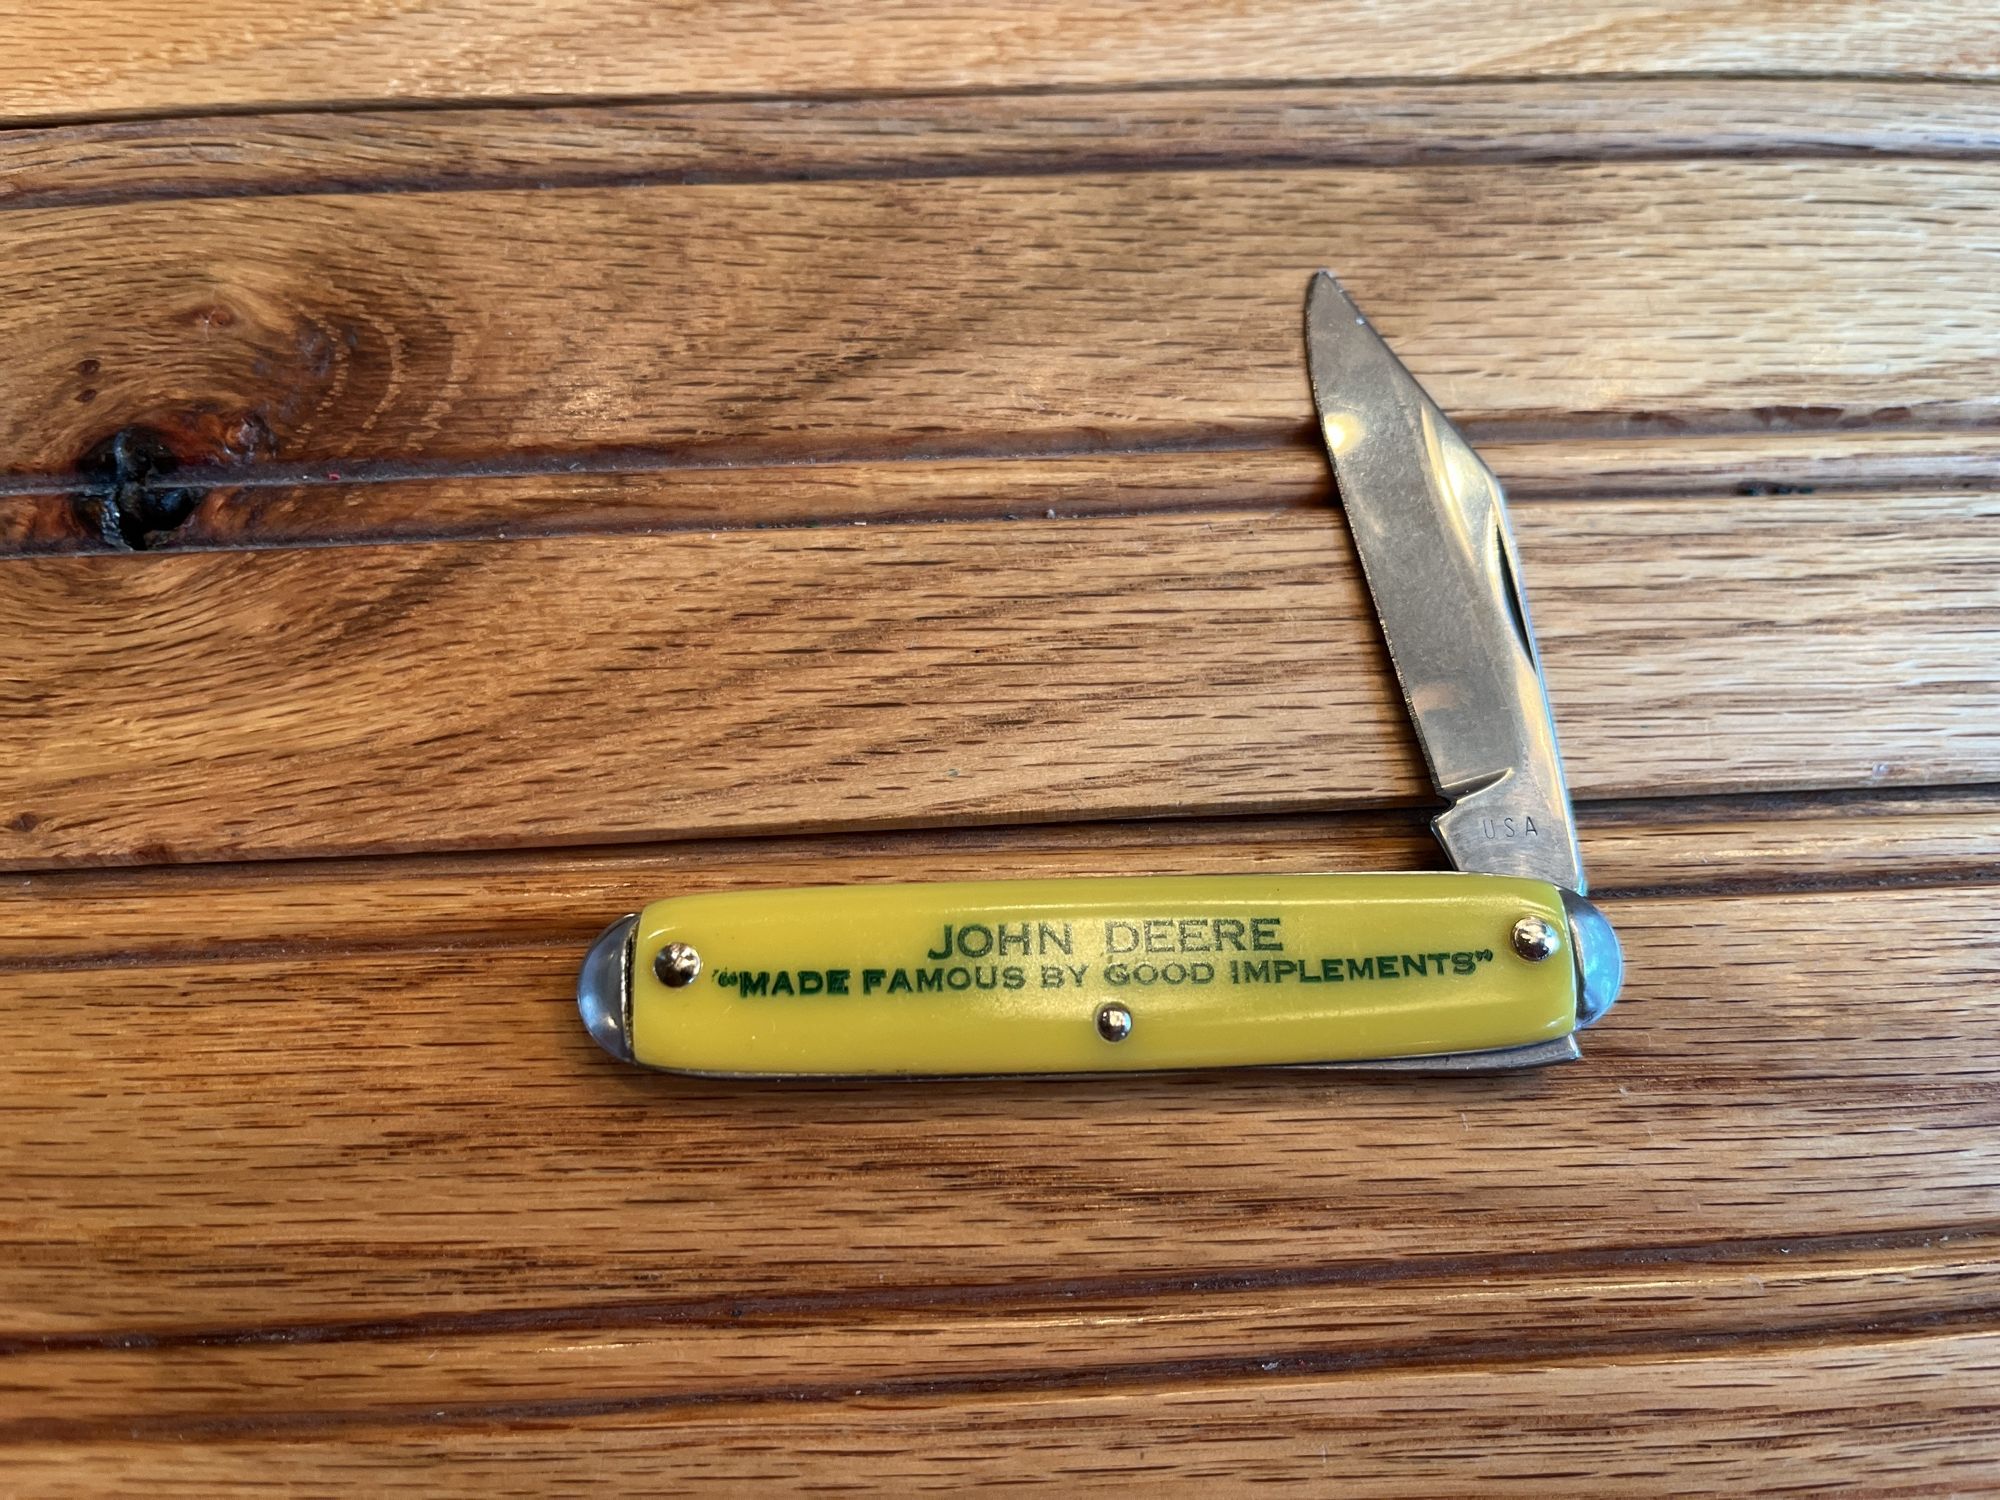 USA
JOHN DEERE
"MADE FAMOUS BY GOOD IMPLEMENTS"